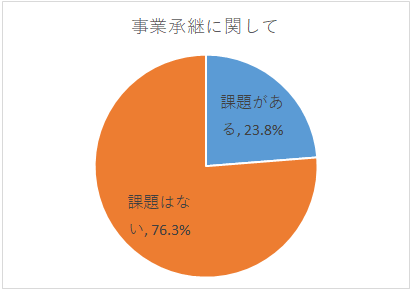 事業承継に関して
課題があ
る, 23.8%
課題はな
い, 76.3%